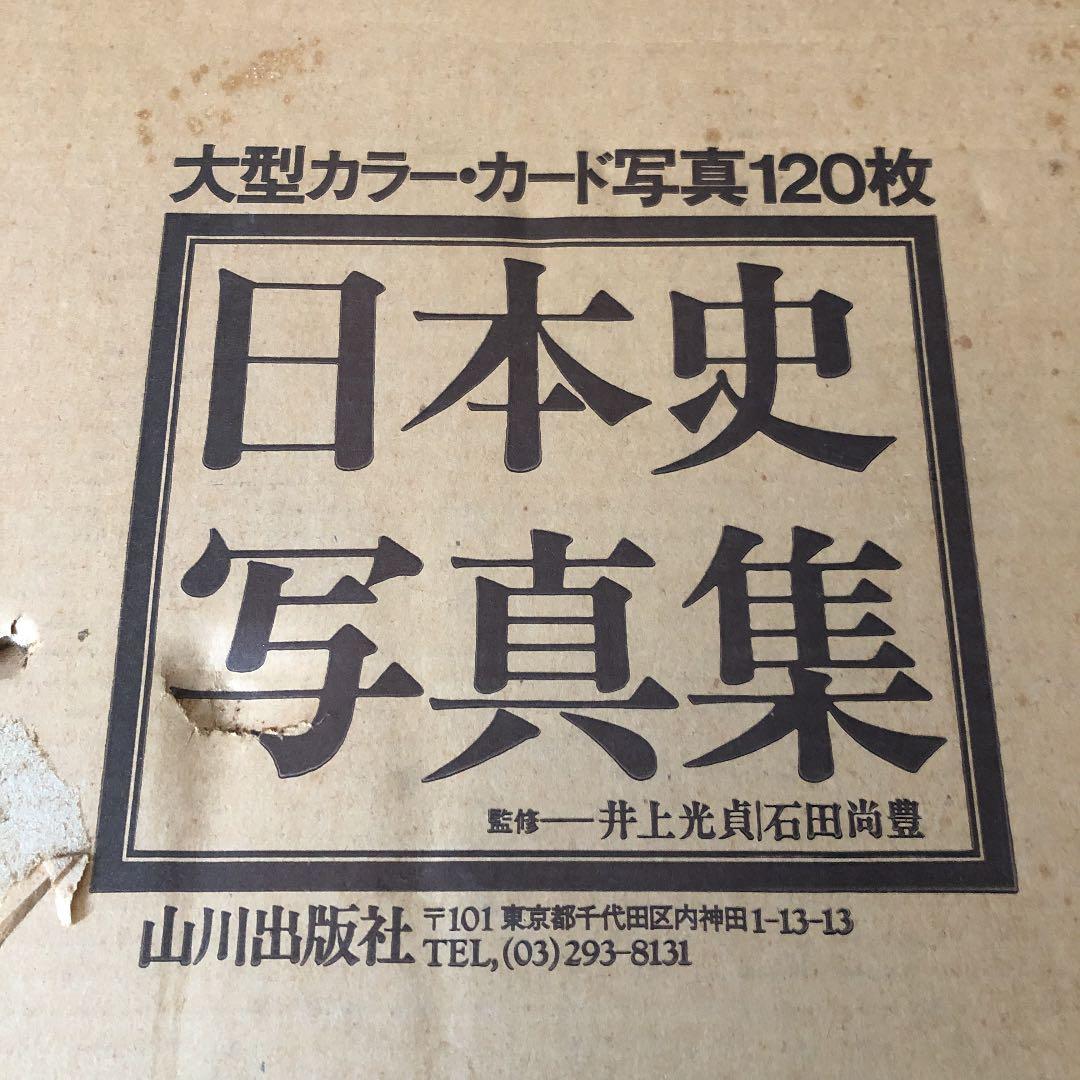 大型カラー・カード写真120枚
日本史
写真集
監修──井上光貞|石田尚豊
山川出版社 〒101 東京都千代田区内神田1-13-13
TEL,(03)293-8131